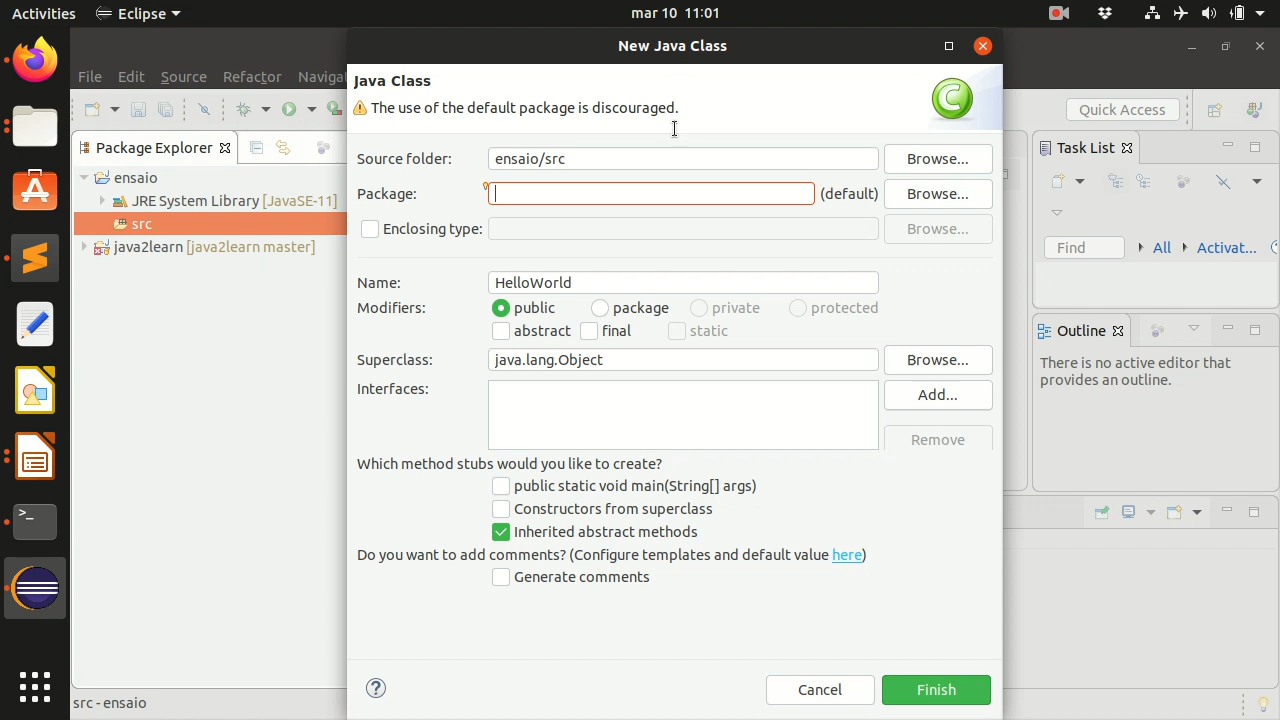 Activities Eclipse mar 10 11:01
New Java Class
File Edit Source Refactor Naviga
Java Class
The use of the default package is discouraged.
Quick Access
Package Explorer
Task List
ensaio
JRE System Library [JavaSE-11]
src
java2learn [java2learn master]
Source folder: ensaio/src Browse...
Package: (default) Browse...
Enclosing type: Browse...
Find All Activat...
Name: HelloWorld
Modifiers: public package private protected
abstract final static
Outline
There is no active editor that
provides an outline.
Superclass: java.lang.Object Browse...
Interfaces: Add...
Remove
Which method stubs would you like to create?
public static void main(String[] args)
Constructors from superclass
Inherited abstract methods
Do you want to add comments? (Configure templates and default value here)
Generate comments
Cancel Finish
src - ensaio